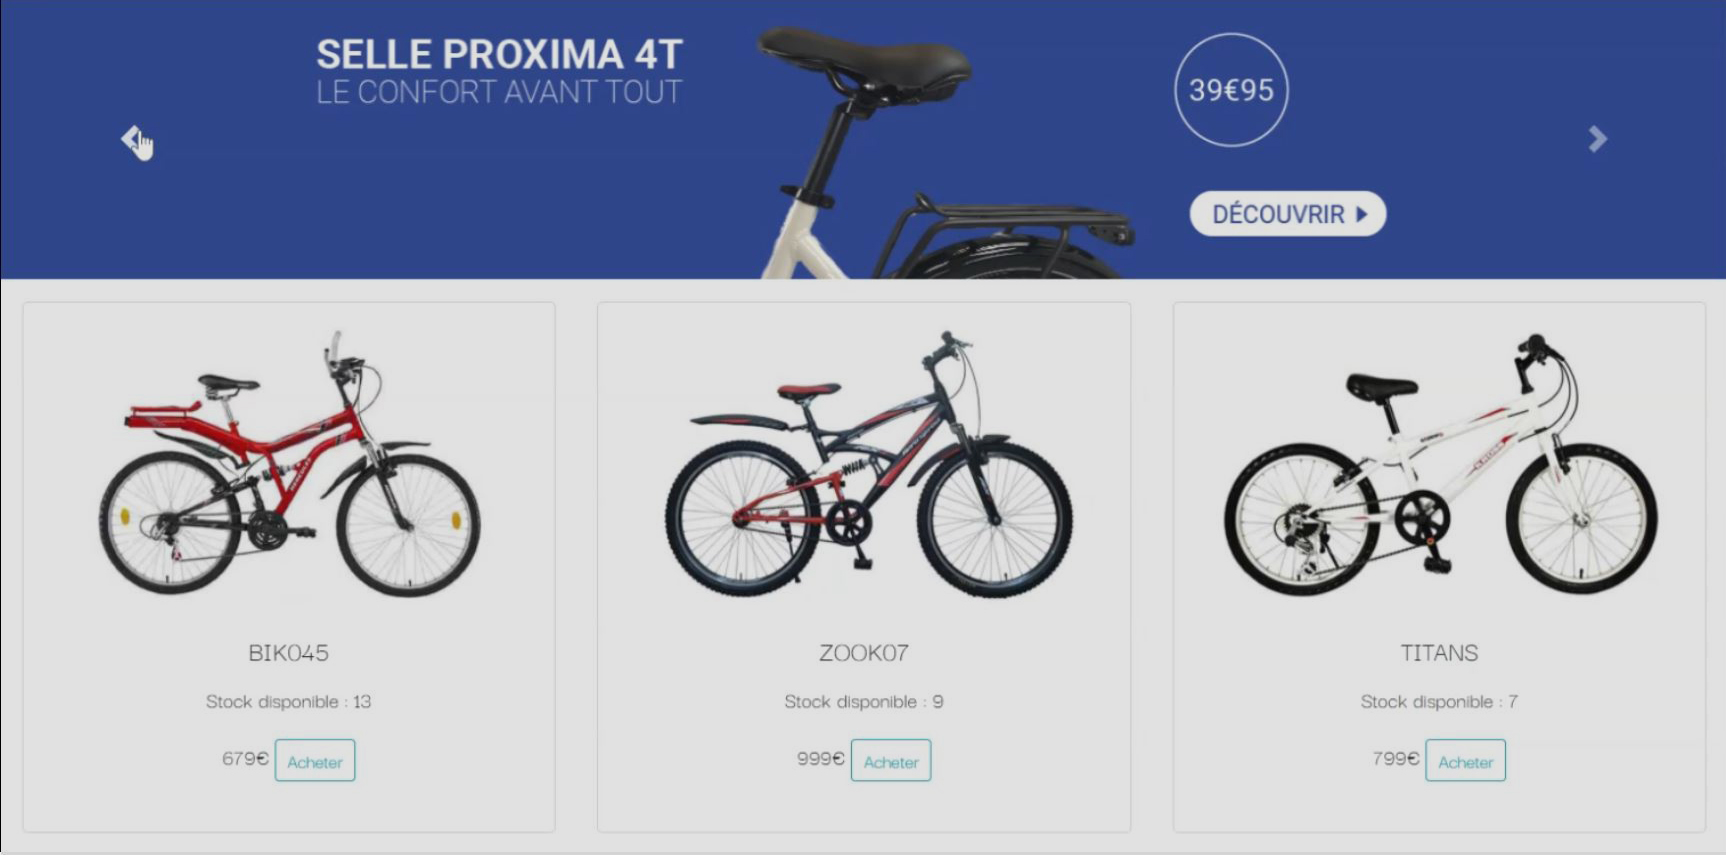 SELLE PROXIMA 4T
LE CONFORT AVANT TOUT
39€95
DÉCOUVRIR
BIK045
Stock disponible : 13
679€ Acheter
ZOOK07
Stock disponible : 9
999€ Acheter
TITANS
Stock disponible : 7
799€ Acheter